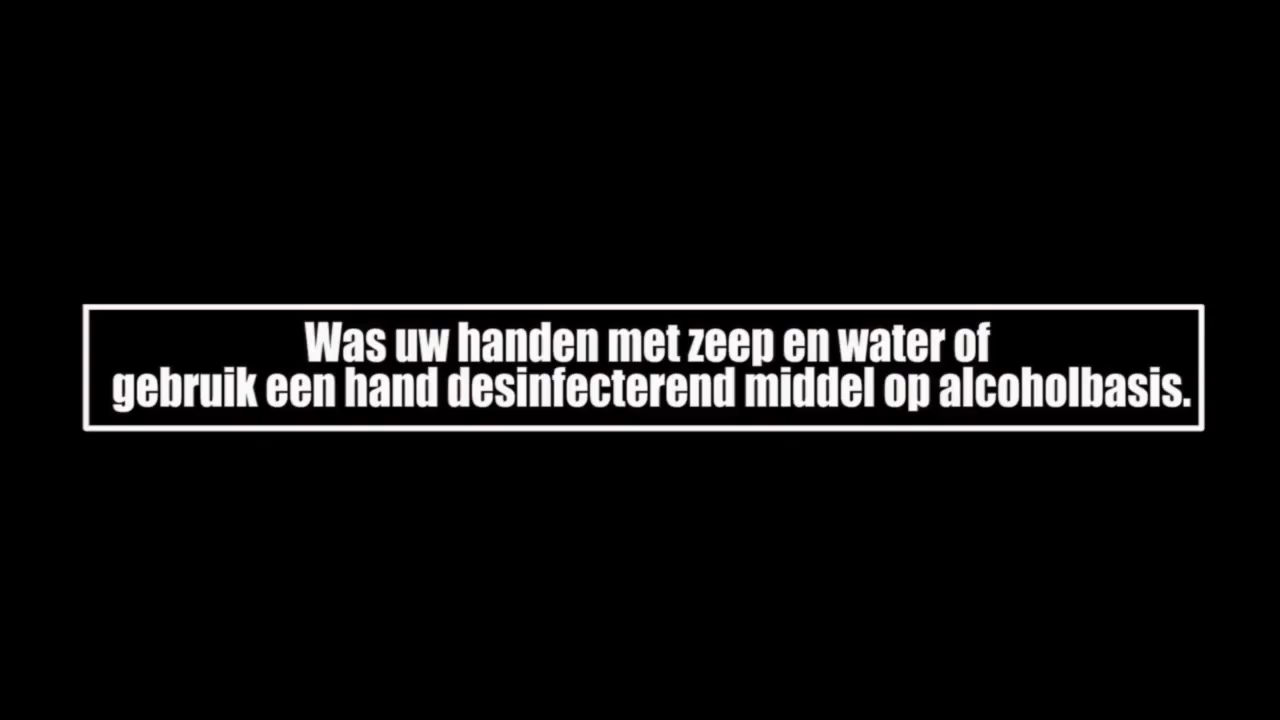 Was uw handen met zeep en water of
gebruik een hand desinfecterend middel op alcoholbasis.